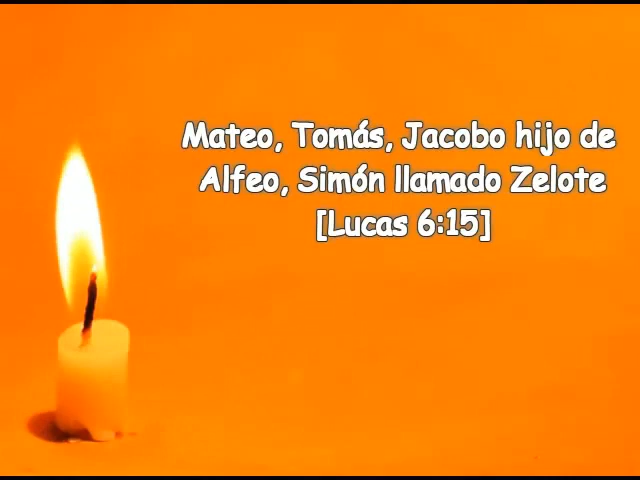 Mateo, Tomás, Jacobo hijo de
Alfeo, Simón llamado Zelote
[Lucas 6:15]